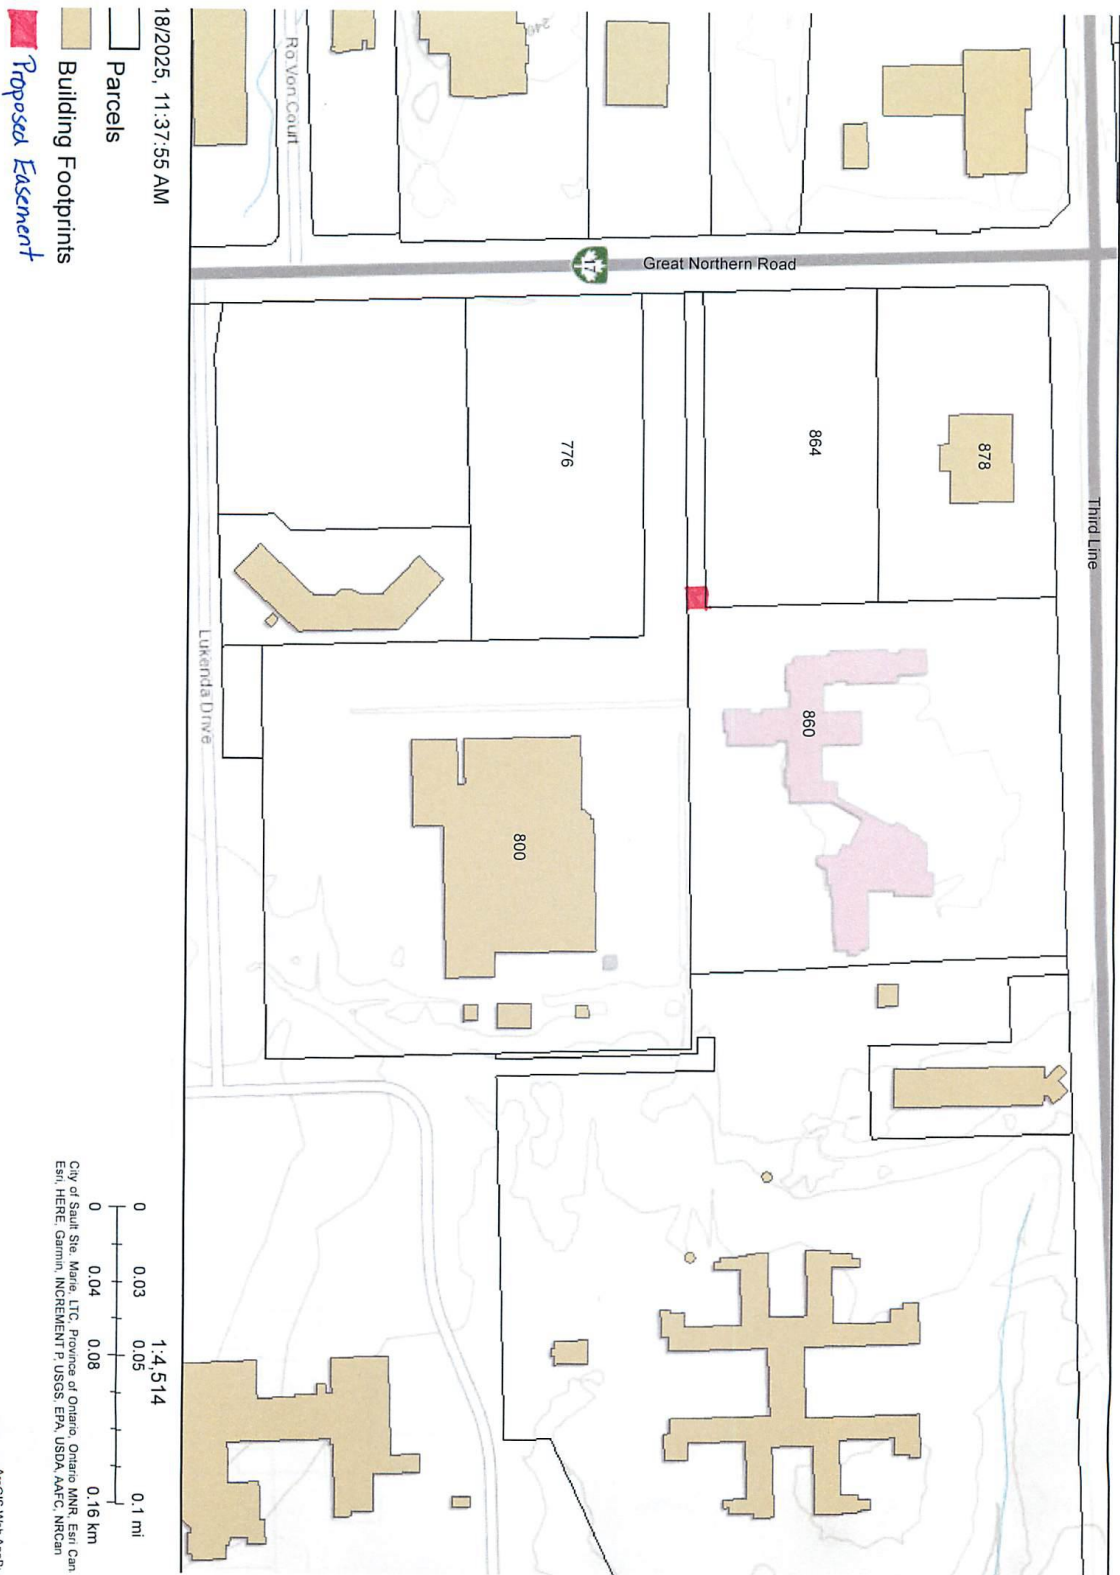 Third Line
878
864
860
Great Northern Road
17
776
800
240
Ro Von Court
Lukenda Drive
18/2025, 11:37:55 AM
Parcels
Building Footprints
Proposed Easement
1:4,514
0 0.03 0.05 0.1 mi
0 0.04 0.08 0.16 km
City of Sault Ste. Marie, LTC, Province of Ontario, Ontario MNR, Esri Can
Esri, HERE, Garmin, INCREMENT P, USGS, EPA, USDA, AAFC, NRCan